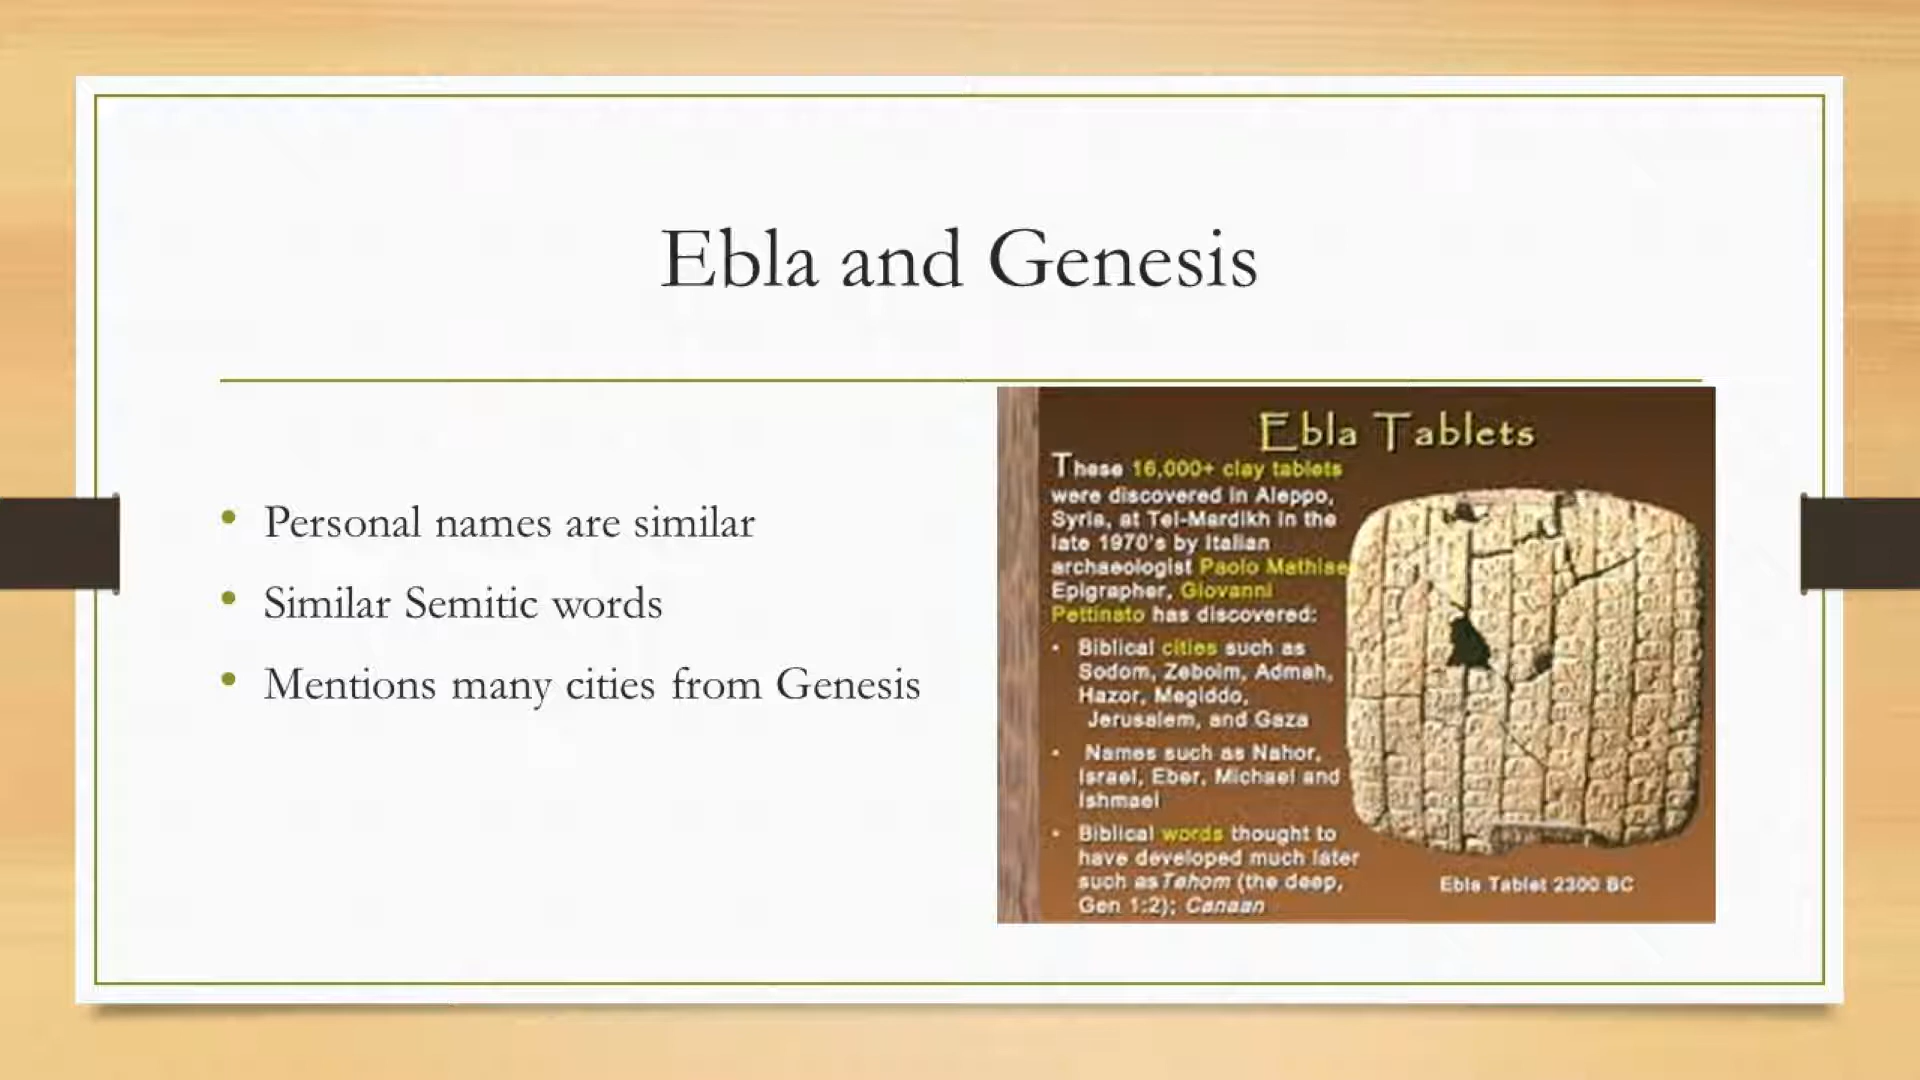 Ebla and Genesis
• Personal names are similar
• Similar Semitic words
• Mentions many cities from Genesis
Ebla Tablets
These 16,000+ clay tablets
were discovered in Aleppo,
Syria, at Tel-Mardikh in the
late 1970's by Italian
archaeologist Paolo Mathiae
Epigrapher, Giovanni
Pettinato has discovered:
• Biblical cities such as
Sodom, Zeboim, Admah,
Hazor, Megiddo,
Jerusalem, and Gaza
• Names such as Nahor,
Israel, Eber, Michael and
Ishmael
• Biblical words thought to
have developed much later
such as Tehom (the deep,
Gen 1:2); Canaan
Ebla Tablet 2300 BC